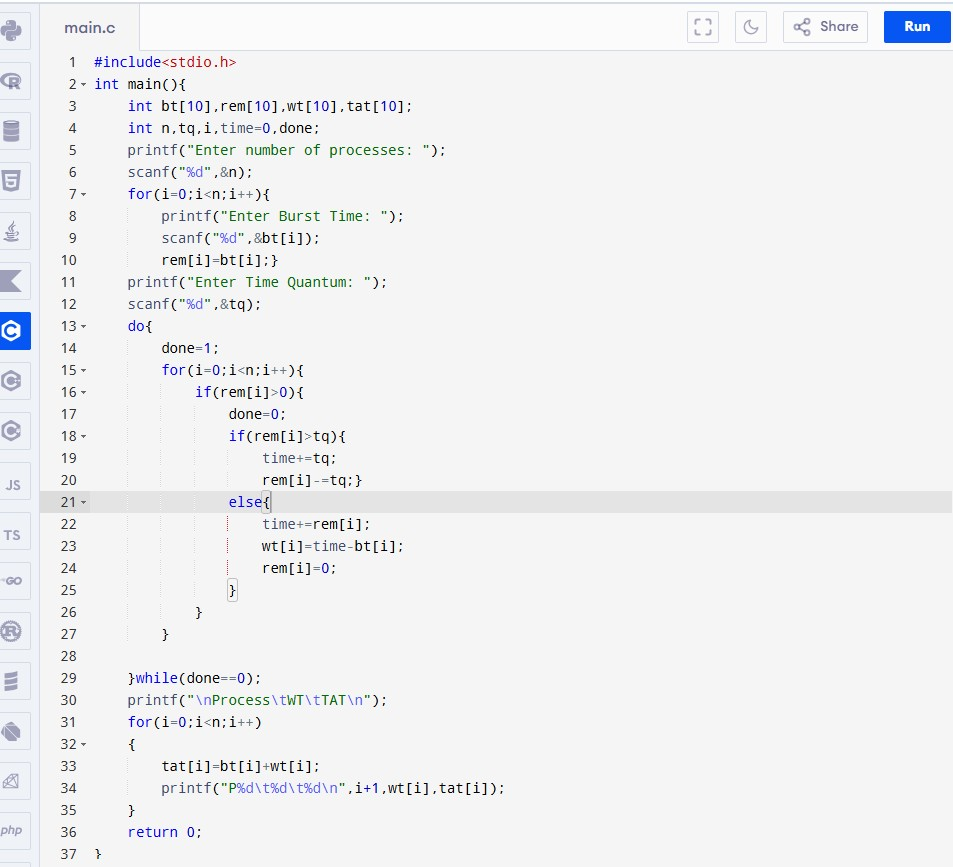 main.c
Share
Run
1 #include<stdio.h>
2 int main(){
3     int bt[10],rem[10],wt[10],tat[10];
4     int n,tq,i,time=0,done;
5     printf("Enter number of processes: ");
6     scanf("%d",&n);
7     for(i=0;i<n;i++){
8         printf("Enter Burst Time: ");
9         scanf("%d",&bt[i]);
10         rem[i]=bt[i];}
11     printf("Enter Time Quantum: ");
12     scanf("%d",&tq);
13     do{
14         done=1;
15         for(i=0;i<n;i++){
16             if(rem[i]>0){
17                 done=0;
18                 if(rem[i]>tq){
19                     time+=tq;
20                     rem[i]-=tq;}
21                 else{
22                     time+=rem[i];
23                     wt[i]=time-bt[i];
24                     rem[i]=0;
25                 }
26             }
27         }
28
29     }while(done==0);
30     printf("\nProcess\tWT\tTAT\n");
31     for(i=0;i<n;i++)
32     {
33         tat[i]=bt[i]+wt[i];
34         printf("P%d\t%d\t%d\n",i+1,wt[i],tat[i]);
35     }
36     return 0;
37 }
R
5
C
C
C
JS
TS
GO
R
php